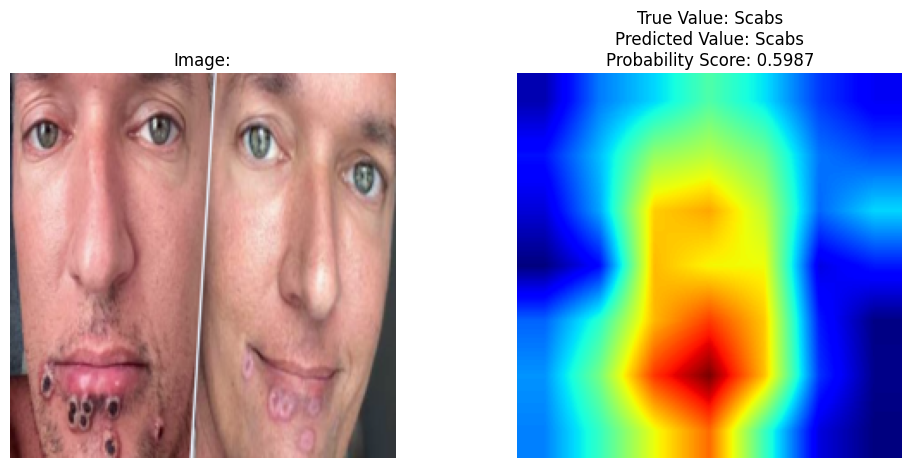 Image:
True Value: Scabs
Predicted Value: Scabs
Probability Score: 0.5987